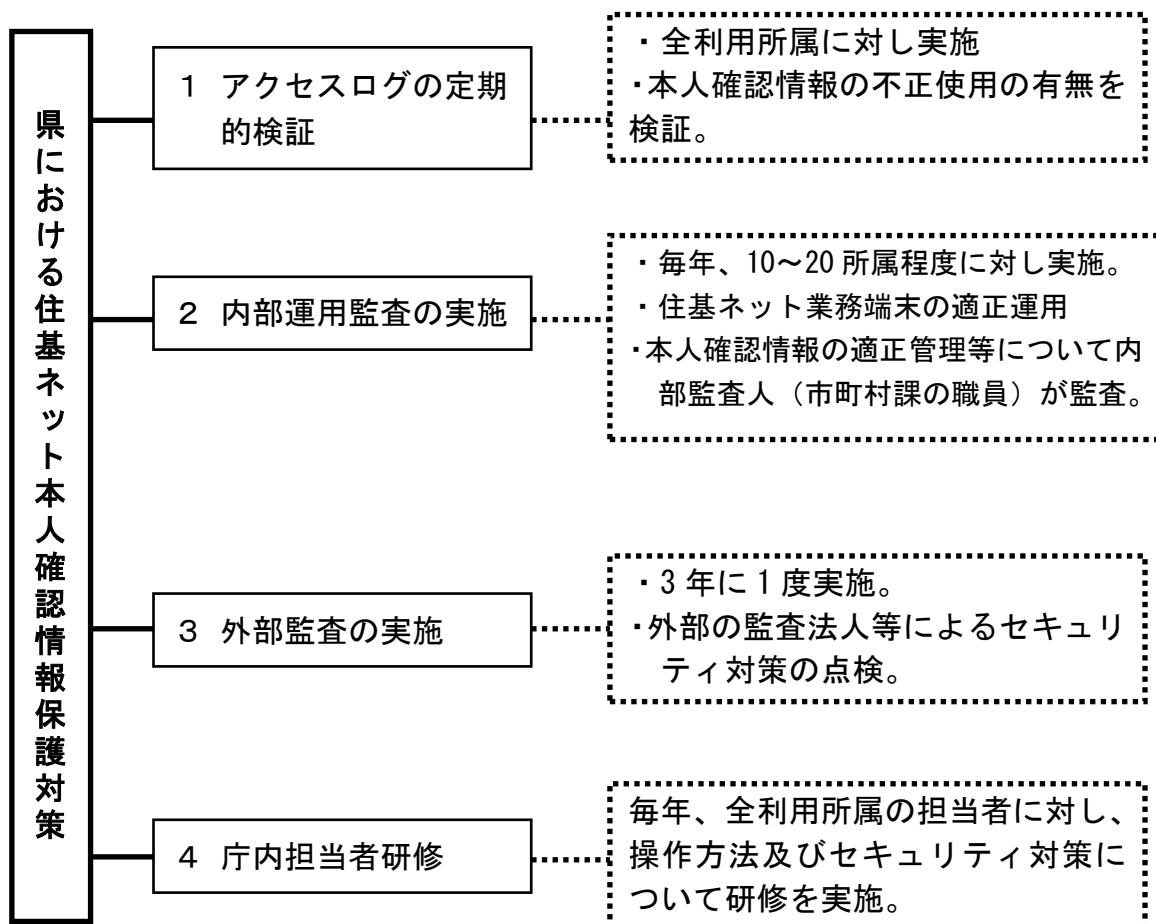 県における住基ネット本人確認情報保護対策
1 アクセスログの定期
的検証
・全利用所属に対し実施
・本人確認情報の不正使用の有無を
検証。
2 内部運用監査の実施
・毎年、10～20 所属程度に対し実施。
・住基ネット業務端末の適正運用
・本人確認情報の適正管理等について内
部監査人（市町村課の職員）が監査。
3 外部監査の実施
・3 年に 1 度実施。
・外部の監査法人等によるセキュリ
ティ対策の点検。
4 庁内担当者研修
毎年、全利用所属の担当者に対し、
操作方法及びセキュリティ対策に
ついて研修を実施。